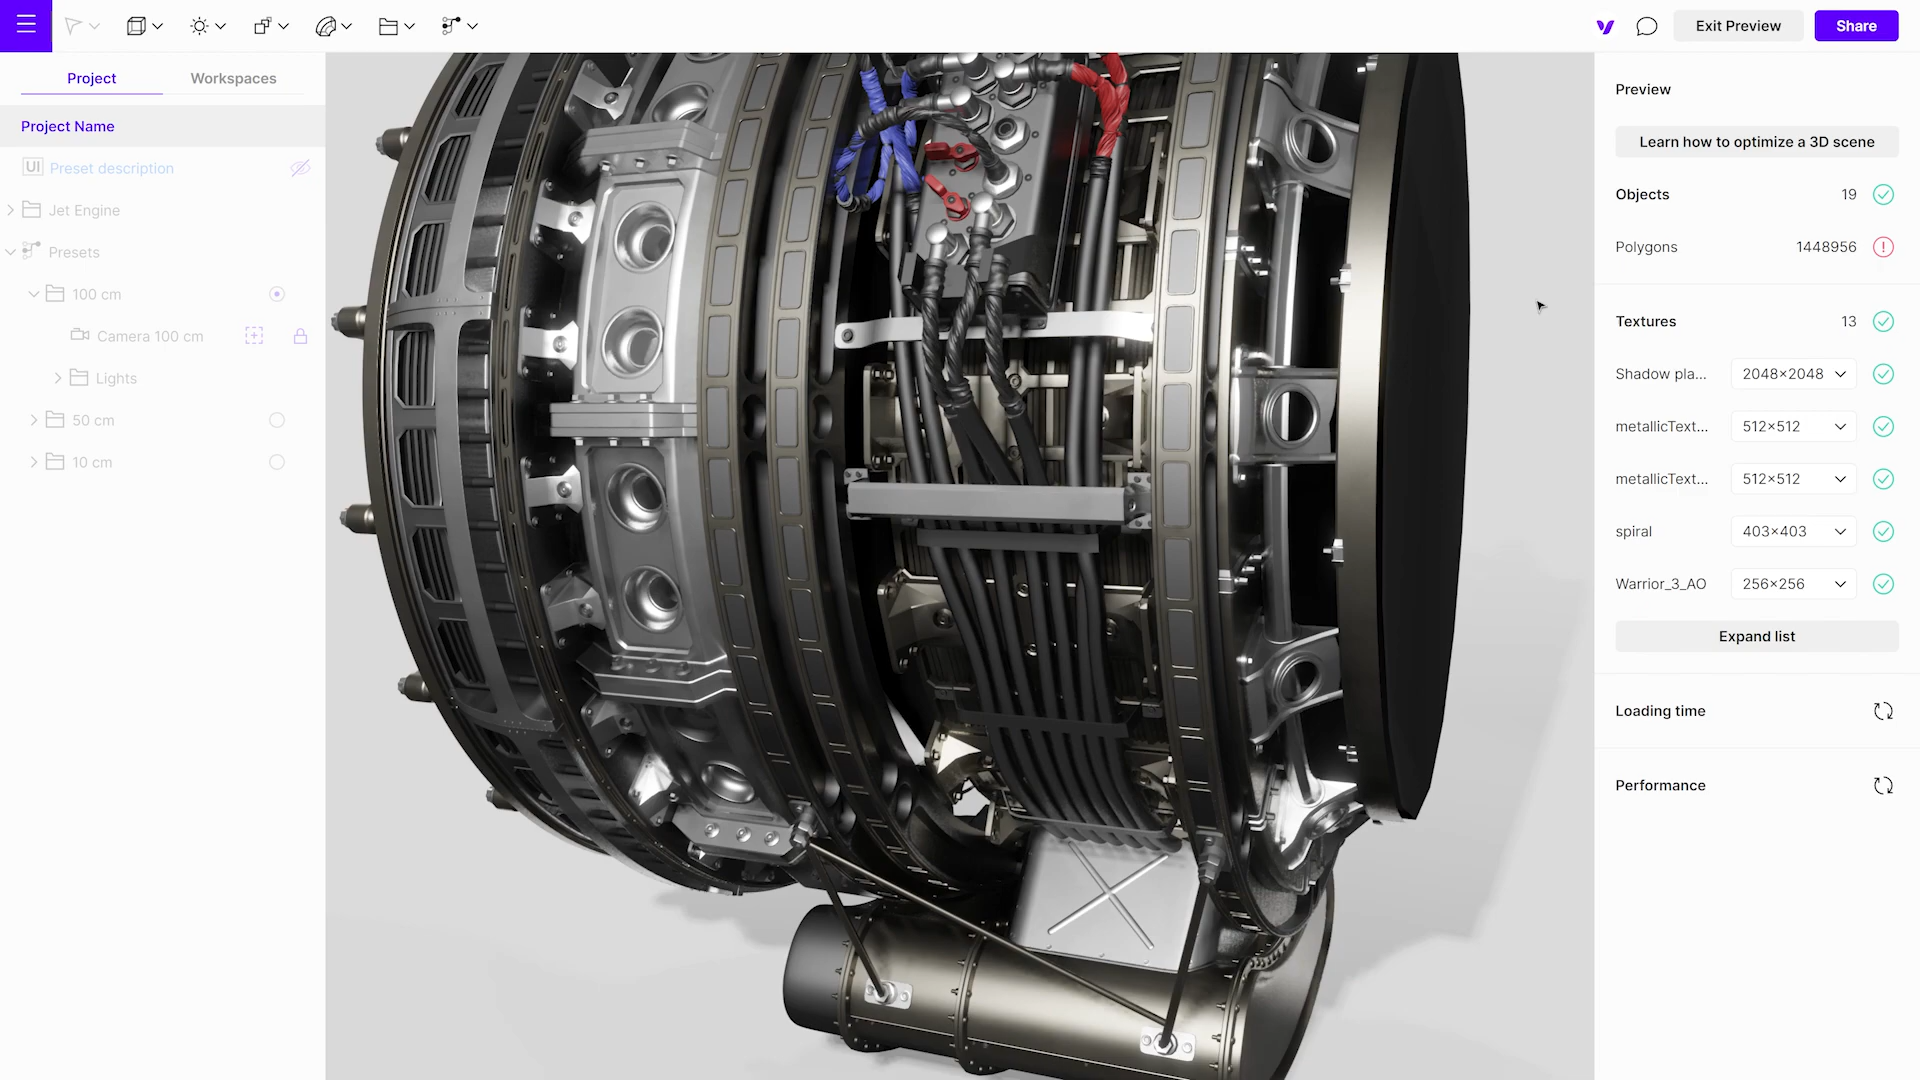 Exit Preview
Share
Project
Workspaces
Project Name
UI
Preset description
Jet Engine
Presets
100 cm
Camera 100 cm
Lights
50 cm
10 cm
Preview
Learn how to optimize a 3D scene
Objects 19
Polygons 1448956
Textures 13
Shadow pla... 2048×2048
metallicText... 512×512
metallicText... 512×512
spiral 403×403
Warrior_3_AO 256×256
Expand list
Loading time
Performance